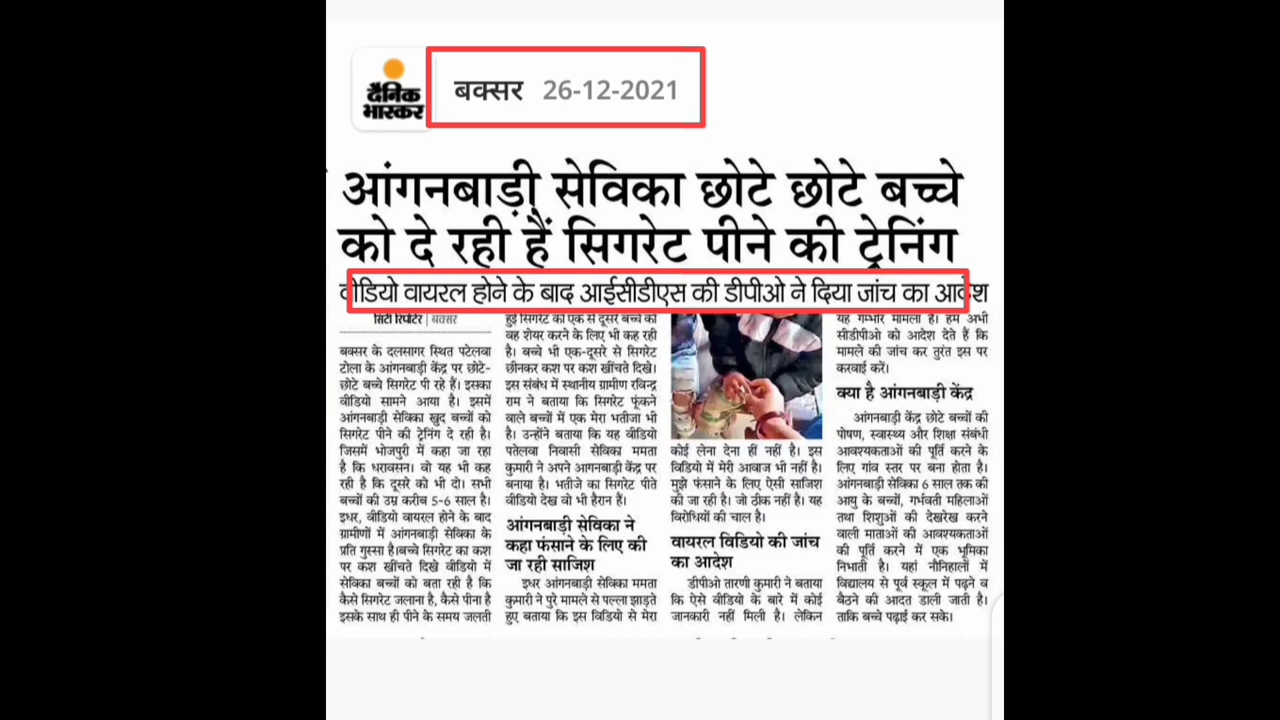 दैनिक
भास्कर
बक्सर 26-12-2021
आंगनबाड़ी सेविका छोटे छोटे बच्चे
को दे रही हैं सिगरेट पीने की ट्रेनिंग
वीडियो वायरल होने के बाद आईसीडीएस की डीपीओ ने दिया जांच का आदेश
सिटी रिपोर्टर | बक्सर
बक्सर के दलसागर स्थित पटेलवा
टोला के आंगनबाड़ी केंद्र पर छोटे-
छोटे बच्चे सिगरेट पी रहे हैं। इसका
वीडियो सामने आया है। इसमें
आंगनबाड़ी सेविका खुद बच्चों को
सिगरेट पीने की ट्रेनिंग दे रही है।
जिसमें भोजपुरी में कहा जा रहा
है कि धरावसन। वो यह भी कह
रही है कि दूसरे को भी दो। सभी
बच्चों की उम्र करीब 5-6 साल है।
इधर, वीडियो वायरल होने के बाद
ग्रामीणों में आंगनबाड़ी सेविका के
प्रति गुस्सा है।बच्चे सिगरेट का कश
पर कश खींचते दिखे वीडियो में
सेविका बच्चों को बता रही है कि
कैसे सिगरेट जलाना है, कैसे पीना है
इसके साथ ही पीने के समय जलती
हुई सिगरेट को एक से दूसरे बच्चे को
वह शेयर करने के लिए भी कह रही
है। बच्चे भी एक-दूसरे से सिगरेट
छीनकर कश पर कश खींचते दिखे।
इस संबंध में स्थानीय ग्रामीण रविन्द्र
राम ने बताया कि सिगरेट फूंकने
वाले बच्चों में एक मेरा भतीजा भी
है। उन्होंने बताया कि यह वीडियो
पतेलवा निवासी सेविका ममता
कुमारी ने अपने आगनबाड़ी केंद्र पर
बनाया है। भतीजे का सिगरेट पीते
वीडियो देख वो भी हैरान हैं।
आंगनबाड़ी सेविका ने
कहा फंसाने के लिए की
जा रही साजिश
इधर आंगनबाड़ी सेविका ममता
कुमारी ने पुरे मामले से पल्ला झाड़ते
हुए बताया कि इस विडियो से मेरा
कोई लेना देना हीं नहीं है। इस
विडियो में मेरी आवाज भी नहीं है।
मुझे फंसाने के लिए ऐसी साजिश
की जा रही है। जो ठीक नहीं है। यह
विरोधियों की चाल है।
वायरल विडियो की जांच
का आदेश
डीपीओ तारणी कुमारी ने बताया
कि ऐसे वीडियो के बारे में कोई
जानकारी नहीं मिली है। लेकिन
यह गम्भीर मामला है। हम अभी
सीडीपीओ को आदेश देते हैं कि
मामले की जांच कर तुरंत इस पर
करवाई करें।
क्या है आंगनबाड़ी केंद्र
आंगनबाड़ी केंद्र छोटे बच्चों की
पोषण, स्वास्थ्य और शिक्षा संबंधी
आवश्यकताओं की पूर्ति करने के
लिए गांव स्तर पर बना होता है।
आंगनबाड़ी सेविका 6 साल तक की
आयु के बच्चों, गर्भवती महिलाओं
तथा शिशुओं की देखरेख करने
वाली माताओं की आवश्यकताओं
की पूर्ति करने में एक भूमिका
निभाती है। यहां नौनिहालों में
विद्यालय से पूर्व स्कूल में पढ़ने व
बैठने की आदत डाली जाती है।
ताकि बच्चे पढ़ाई कर सके।